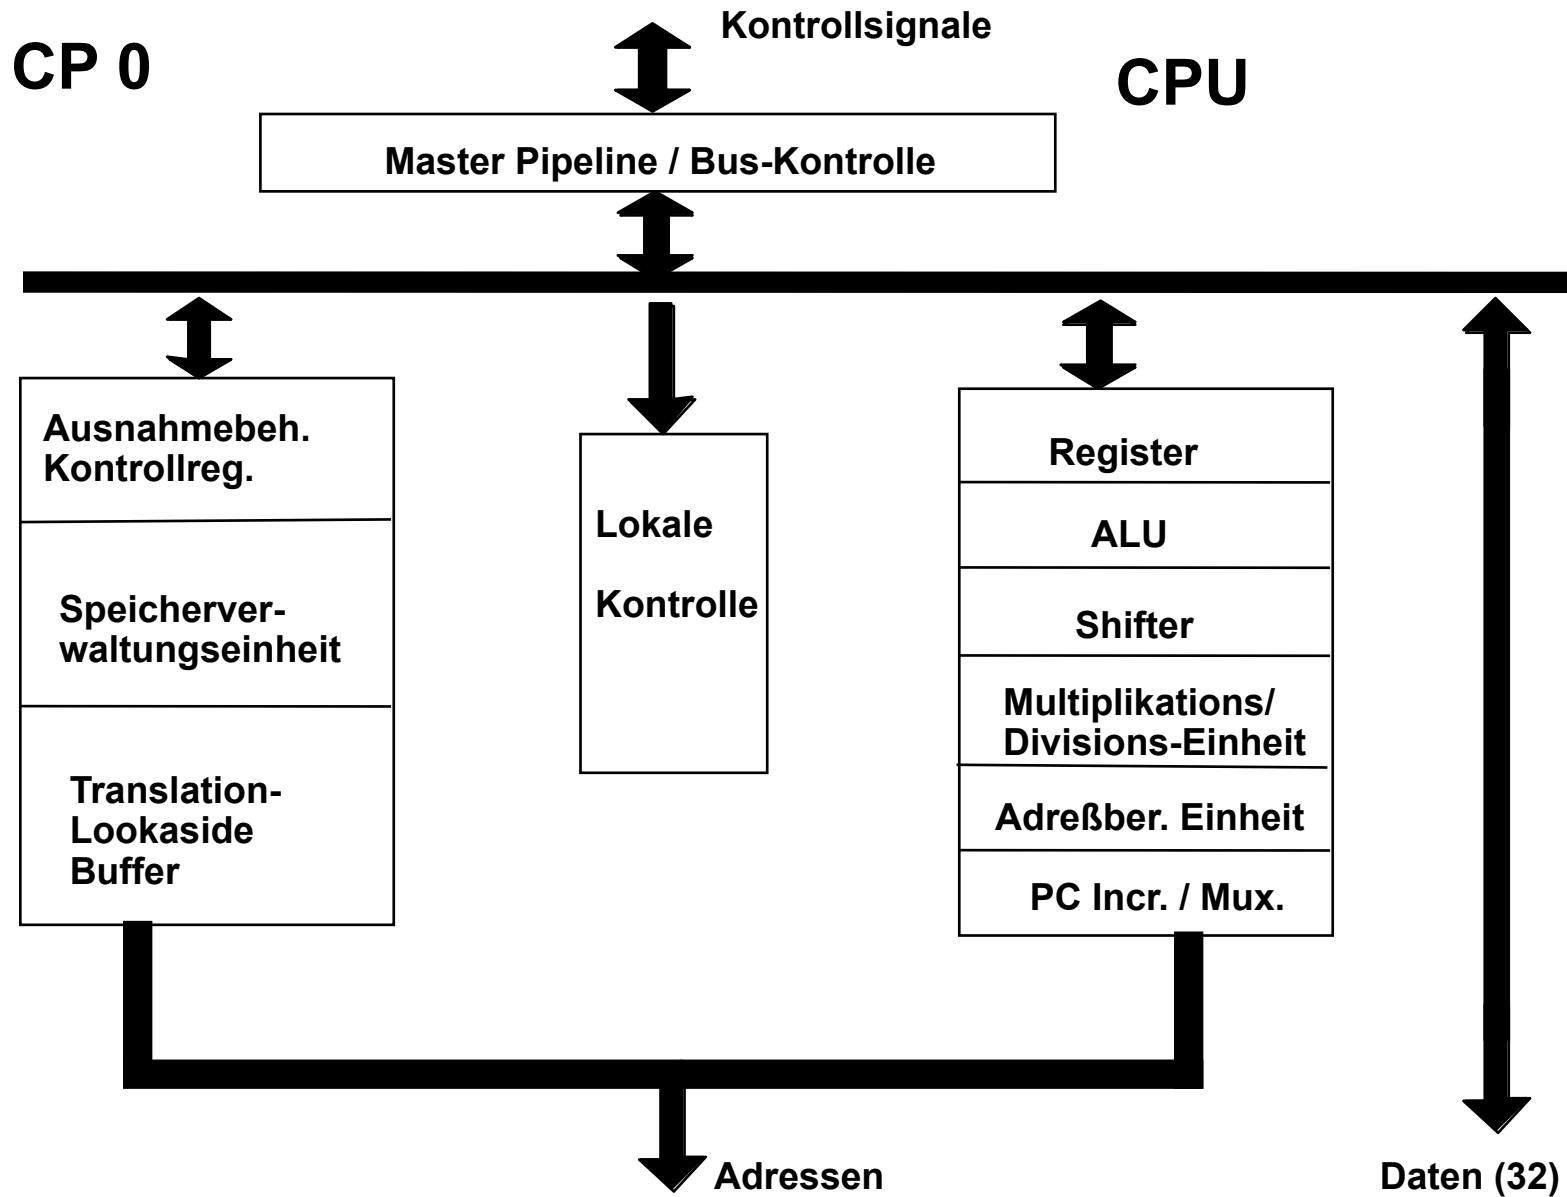 Kontrollsignale
CP 0
CPU
Master Pipeline / Bus-Kontrolle
Ausnahmebeh.
Kontrollreg.
Speicherver-
waltungseinheit
Translation-
Lookaside
Buffer
Lokale
Kontrolle
Register
ALU
Shifter
Multiplikations/
Divisions-Einheit
Adreßber. Einheit
PC Incr. / Mux.
Adressen
Daten (32)